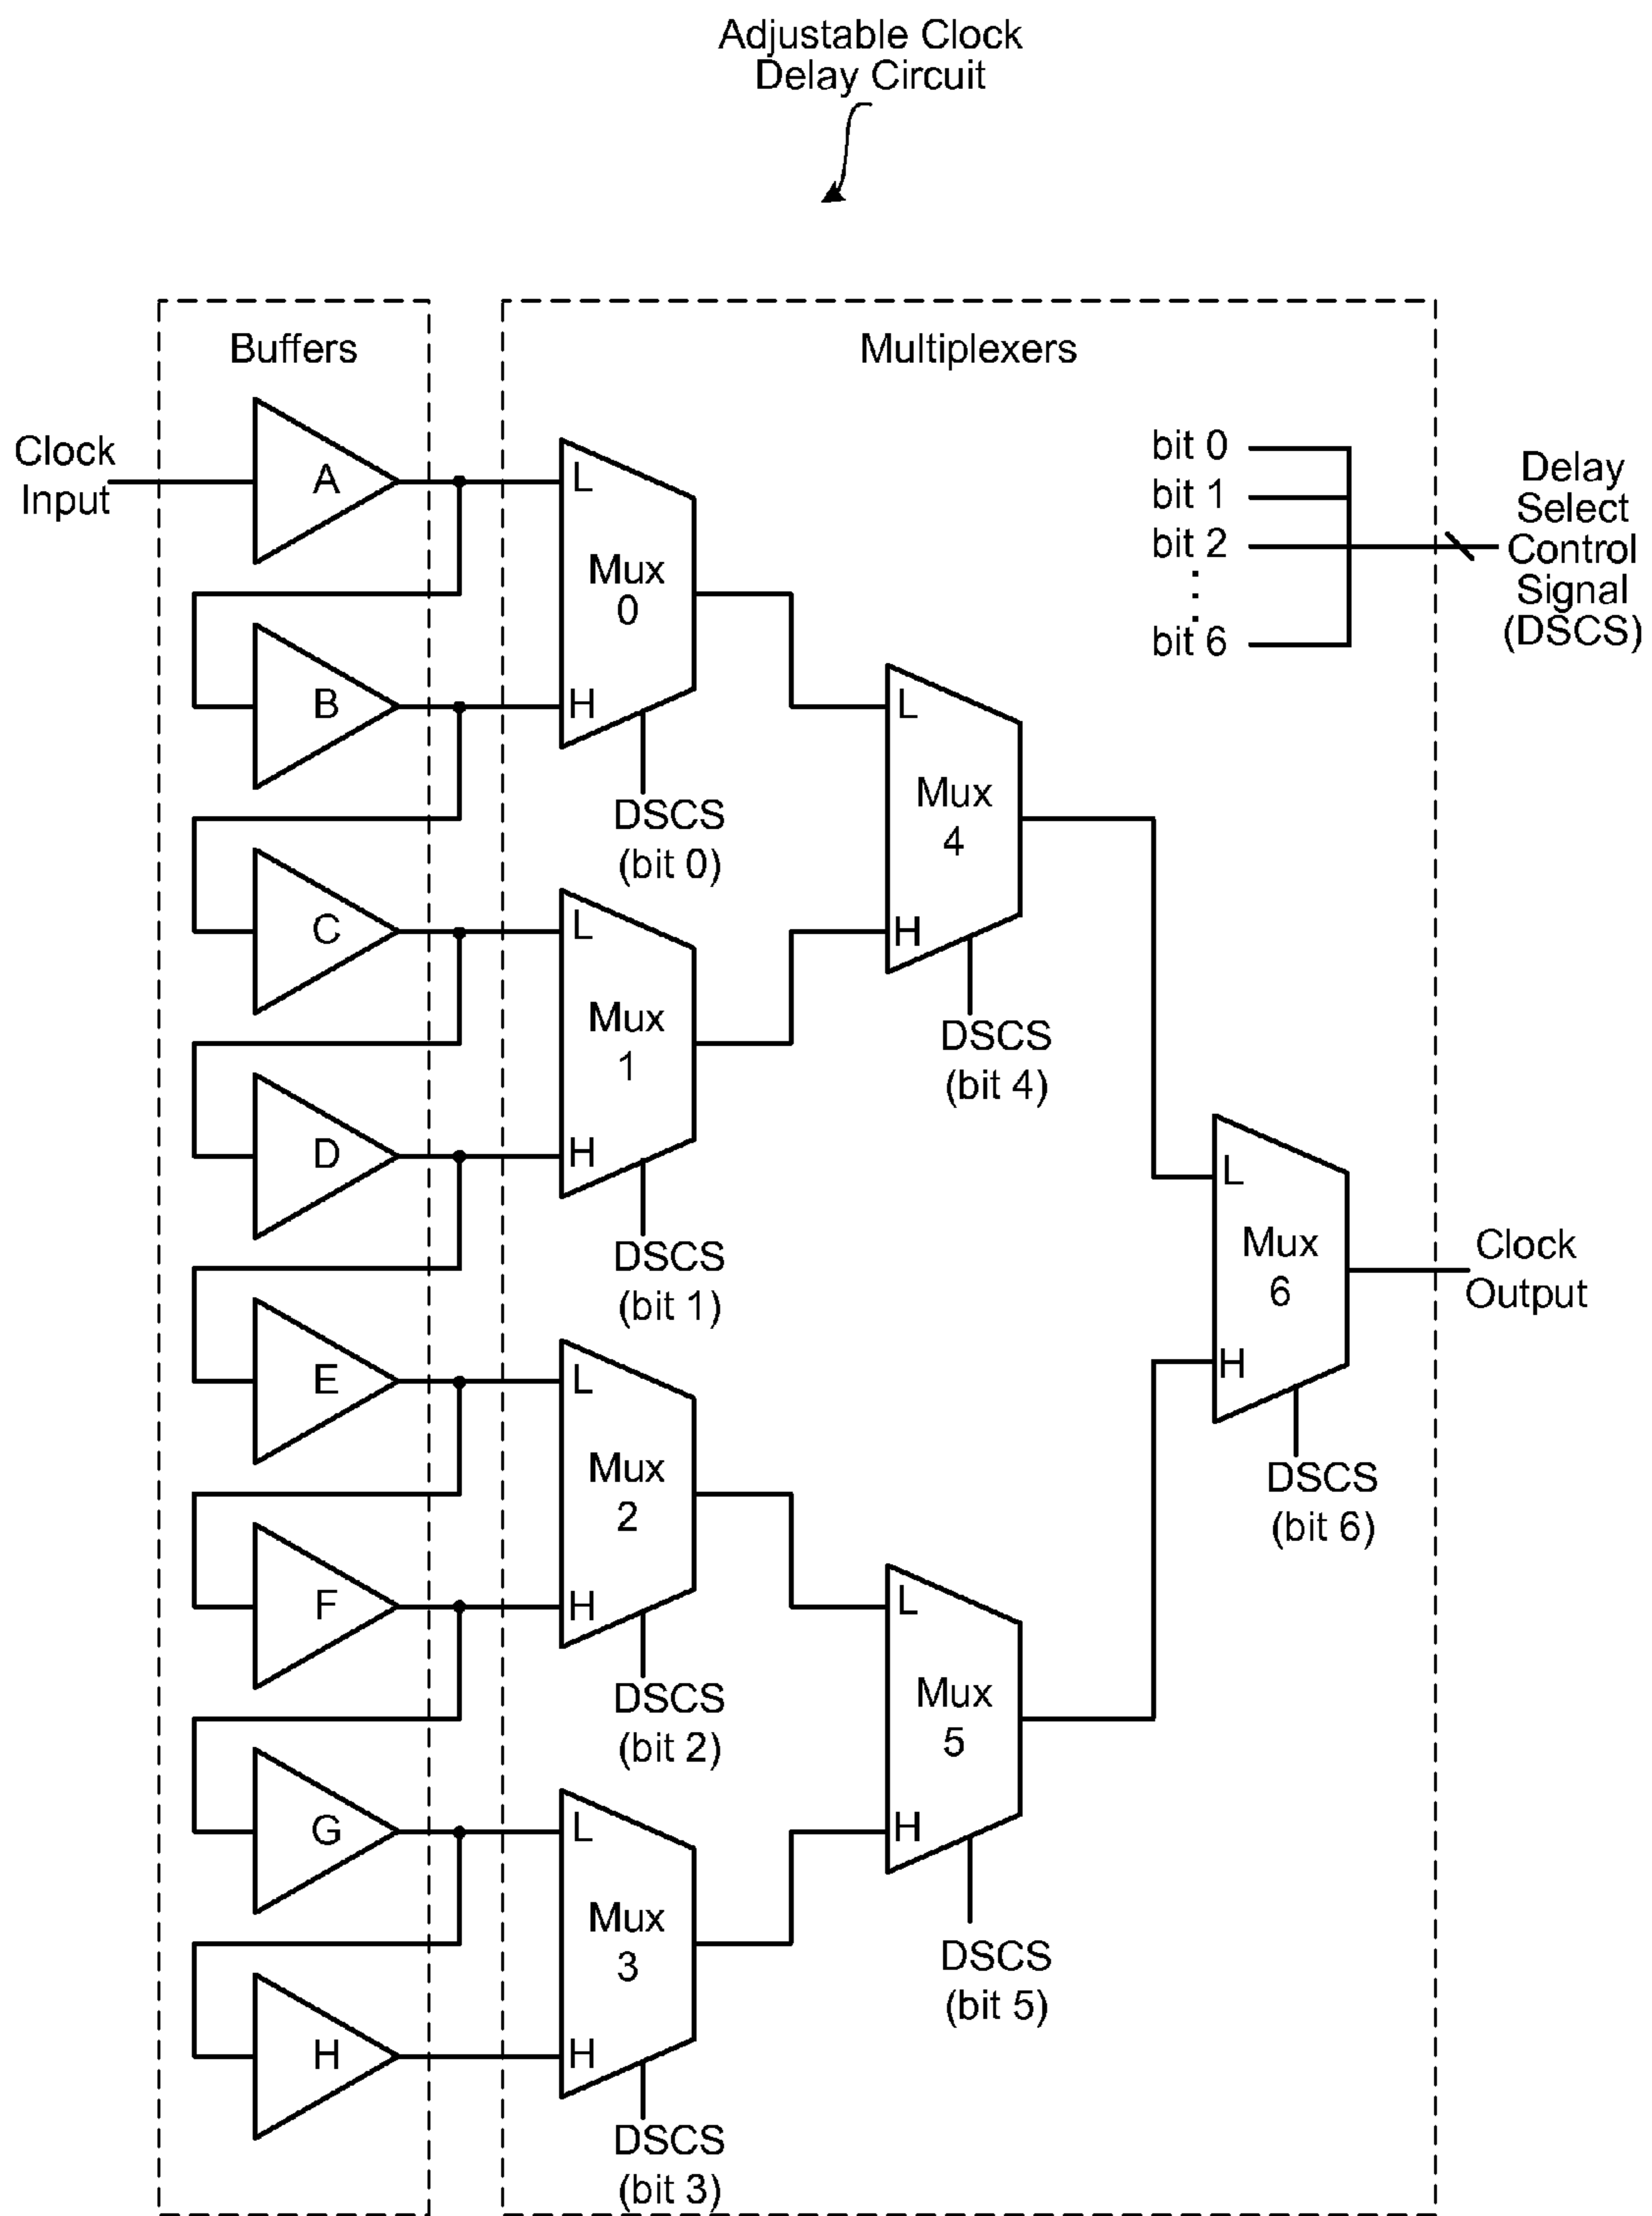 Adjustable Clock
Delay Circuit
Buffers
Multiplexers
Clock
Input
A
B
C
D
E
F
G
H
L
Mux
0
H
DSCS
(bit 0)
L
Mux
1
H
DSCS
(bit 1)
L
Mux
2
H
DSCS
(bit 2)
L
Mux
3
H
DSCS
(bit 3)
L
Mux
4
H
DSCS
(bit 4)
L
Mux
5
H
DSCS
(bit 5)
L
Mux
6
H
DSCS
(bit 6)
bit 0
bit 1
bit 2
bit 6
Delay
Select
Control
Signal
(DSCS)
Clock
Output